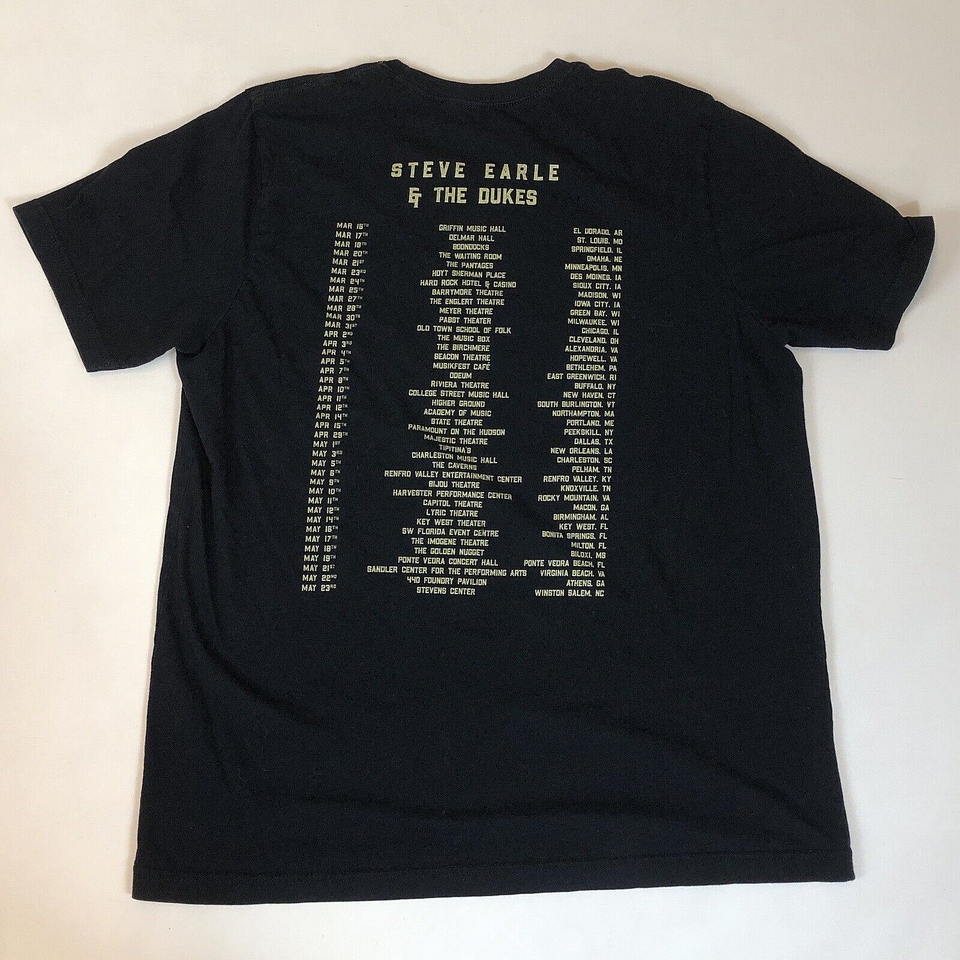 STEVE EARLE
& THE DUKES
MAR 16TH GRIFFIN MUSIC HALL EL DORADO, AR
MAR 17TH DELMAR HALL ST. LOUIS, MO
MAR 19TH BOONDOCKS SPRINGFIELD, IL
MAR 20TH THE WAITING ROOM OMAHA, NE
MAR 21ST THE PANTAGES MINNEAPOLIS, MN
MAR 23RD HOYT SHERMAN PLACE DES MOINES, IA
MAR 24TH HARD ROCK HOTEL & CASINO SIOUX CITY, IA
MAR 25TH BARRYMORE THEATRE MADISON, WI
MAR 27TH THE ENGLERT THEATRE IOWA CITY, IA
MAR 28TH MEYER THEATRE GREEN BAY, WI
MAR 30TH PABST THEATER MILWAUKEE, WI
MAR 31ST OLD TOWN SCHOOL OF FOLK CHICAGO, IL
APR 2ND THE MUSIC BOX CLEVELAND, OH
APR 3RD THE BIRCHMERE ALEXANDRIA, VA
APR 4TH BEACON THEATRE HOPEWELL, VA
APR 5TH MUSIKFEST CAFÉ BETHLEHEM, PA
APR 7TH ODEUM EAST GREENWICH, RI
APR 8TH RIVIERA THEATRE BUFFALO, NY
APR 10TH COLLEGE STREET MUSIC HALL NEW HAVEN, CT
APR 11TH HIGHER GROUND SOUTH BURLINGTON, VT
APR 12TH ACADEMY OF MUSIC NORTHAMPTON, MA
APR 14TH STATE THEATRE PORTLAND, ME
APR 15TH PARAMOUNT ON THE HUDSON PEEKSKILL, NY
APR 29TH MAJESTIC THEATRE DALLAS, TX
MAY 1ST TIPITINA'S NEW ORLEANS, LA
MAY 3RD CHARLESTON MUSIC HALL CHARLESTON, SC
MAY 5TH THE CAVERNS PELHAM, TN
MAY 6TH RENFRO VALLEY ENTERTAINMENT CENTER RENFRO VALLEY, KY
MAY 9TH BIJOU THEATRE KNOXVILLE, TN
MAY 10TH HARVESTER PERFORMANCE CENTER ROCKY MOUNTAIN, VA
MAY 11TH CAPITOL THEATRE MACON, GA
MAY 12TH LYRIC THEATRE BIRMINGHAM, AL
MAY 14TH KEY WEST THEATER KEY WEST, FL
MAY 16TH SW FLORIDA EVENT CENTRE BONITA SPRINGS, FL
MAY 17TH THE IMOGENE THEATRE MILTON, FL
MAY 18TH THE GOLDEN NUGGET BILOXI, MS
MAY 19TH PONTE VEDRA CONCERT HALL PONTE VEDRA BEACH, FL
MAY 21ST SANDLER CENTER FOR THE PERFORMING ARTS VIRGINIA BEACH, VA
MAY 22ND 440 FOUNDRY PAVILION ATHENS, GA
MAY 23RD STEVENS CENTER WINSTON SALEM, NC